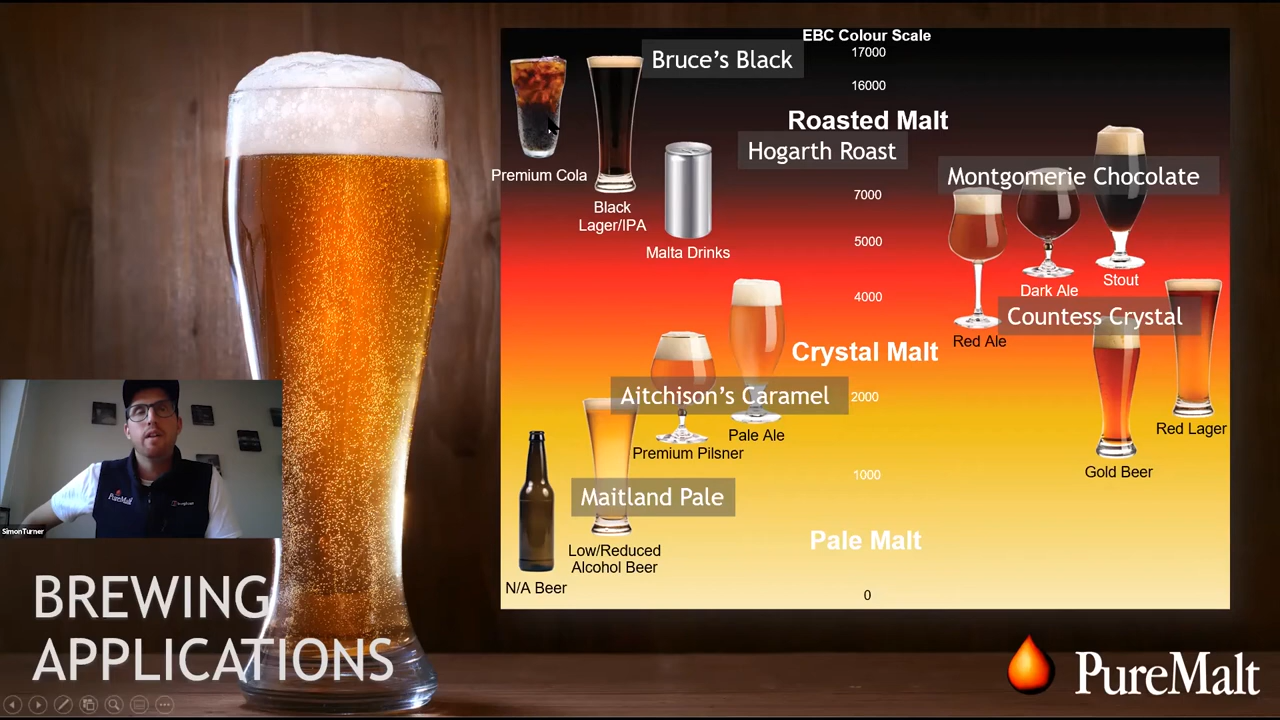 EBC Colour Scale
17000
Bruce's Black
16000
Roasted Malt
Hogarth Roast
Premium Cola
Montgomerie Chocolate
7000
Black
Lager/IPA
5000
Malta Drinks
Stout
Dark Ale
4000
Countess Crystal
Red Ale
Crystal Malt
Aitchison's Caramel
2000
Red Lager
Pale Ale
Premium Pilsner
Gold Beer
1000
Maitland Pale
PureMalt
SimonTurner
Pale Malt
Low/Reduced
Alcohol Beer
N/A Beer
0
BREWING
APPLICATIONS
PureMalt